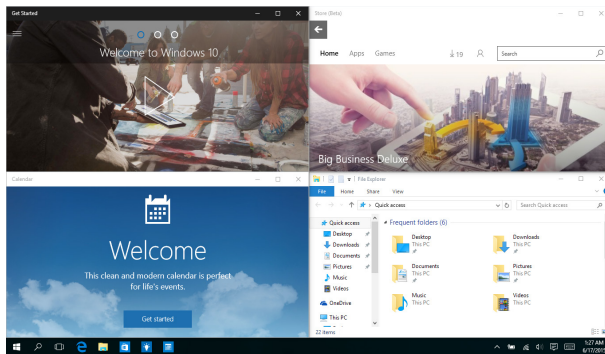 Get Started
Welcome to Windows 10
Store (Beta)
19
Search
Home Apps Games
Big Business Deluxe
Calendar
Welcome
This clean and modern calendar is perfect
for life's events.
Get started
File Explorer
File Home Share View
Quick access
Search Quick access
Quick access
Desktop
Downloads
Documents
Pictures
Music
Videos
OneDrive
This PC
22 items
Frequent folders (6)
Desktop
This PC
Downloads
This PC
Documents
This PC
Pictures
This PC
Music
This PC
Videos
This PC
1:27 AM